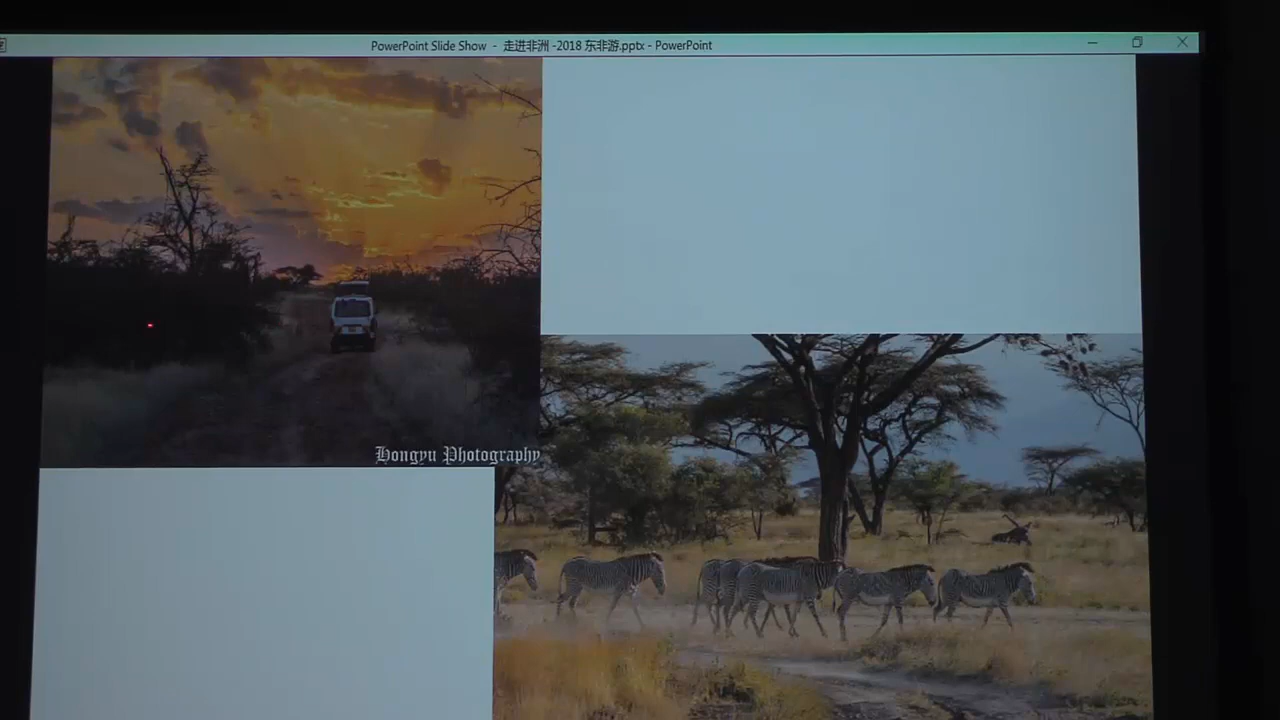 PowerPoint Slide Show - 走进非洲 -2018 东非游.pptx - PowerPoint
Hongyu Photography